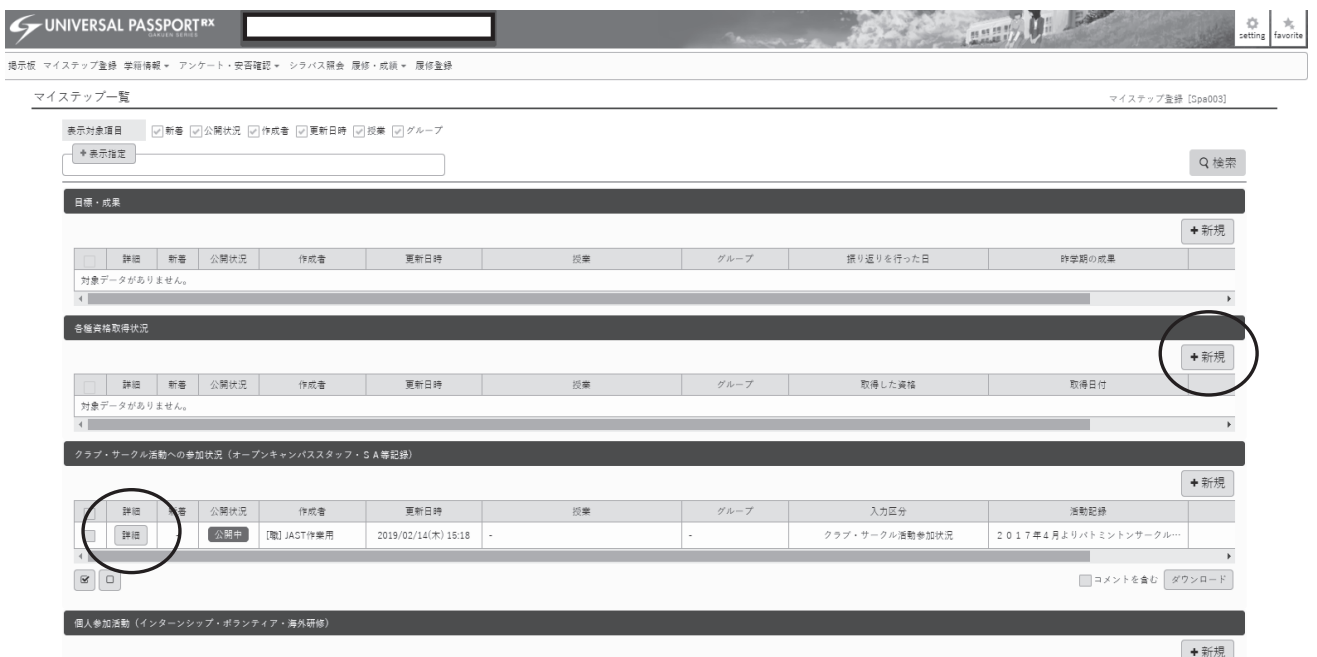 UNIVERSAL PASSPORT RX
GAKUEN SERIES
setting favorite
掲示板 マイステップ登録 学籍情報 アンケート・安否確認 シラバス照会 履修・成績 履修登録
マイステップ一覧
マイステップ登録 [Spa003]
表示対象項目 新着 公開状況 作成者 更新日時 授業 グループ
+表示指定
検索
目標・成果
+新規
詳細 新着 公開状況 作成者 更新日時 授業 グループ 振り返りを行った日 昨学期の成果
対象データがありません。
各種資格取得状況
+新規
詳細 新着 公開状況 作成者 更新日時 授業 グループ 取得した資格 取得日付
対象データがありません。
クラブ・サークル活動への参加状況（オープンキャンパススタッフ・ＳＡ等記録）
+新規
詳細 新着 公開状況 作成者 更新日時 授業 グループ 入力区分 活動記録
詳細 - 公開中 [職] JAST作業用 2019/02/14(木) 15:18 - - クラブ・サークル活動参加状況 ２０１７年４月よりバトミントンサークル…
コメントを含む ダウンロード
個人参加活動（インターンシップ・ボランティア・海外研修）
+新規